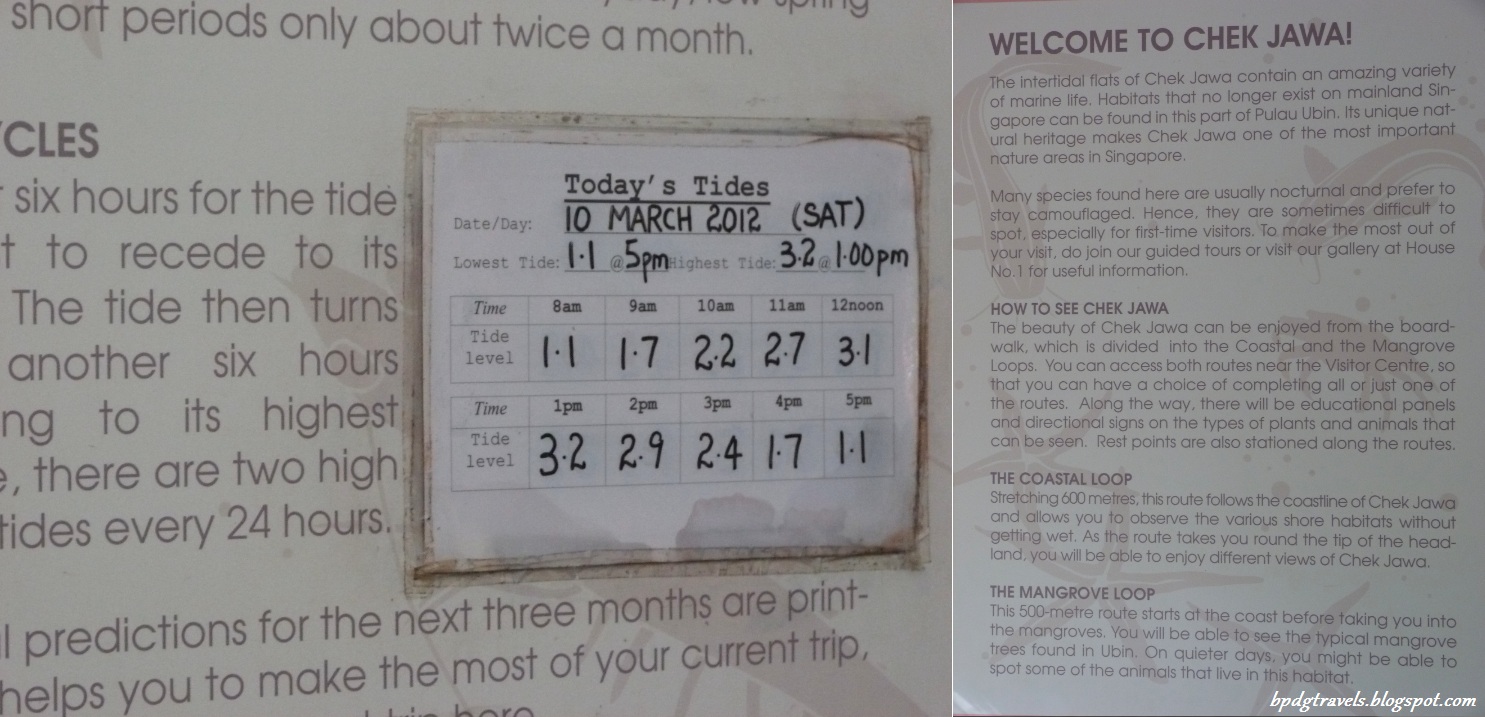 short periods only about twice a month.
CYCLES
six hours for the tide
to recede to its
The tide then turns
another six hours
to its highest
there are two high
tides every 24 hours.
predictions for the next three months are print-
helps you to make the most of your current trip,
Today's Tides
Date/Day: 10 MARCH 2012 (SAT)
Lowest Tide: 1·1 @ 5pm Highest Tide: 3·2 @ 1·00pm
Time 8am 9am 10am 11am 12noon
Tide level 1·1 1·7 2·2 2·7 3·1
Time 1pm 2pm 3pm 4pm 5pm
Tide level 3·2 2·9 2·4 1·7 1·1
WELCOME TO CHEK JAWA!
The intertidal flats of Chek Jawa contain an amazing variety
of marine life. Habitats that no longer exist on mainland Sin-
gapore can be found in this part of Pulau Ubin. Its unique nat-
ural heritage makes Chek Jawa one of the most important
nature areas in Singapore.
Many species found here are usually nocturnal and prefer to
stay camouflaged. Hence, they are sometimes difficult to
spot, especially for first-time visitors. To make the most out of
your visit, do join our guided tours or visit our gallery at House
No.1 for useful information.
HOW TO SEE CHEK JAWA
The beauty of Chek Jawa can be enjoyed from the board-
walk, which is divided into the Coastal and the Mangrove
Loops. You can access both routes near the Visitor Centre, so
that you can have a choice of completing all or just one of
the routes. Along the way, there will be educational panels
and directional signs on the types of plants and animals that
can be seen. Rest points are also stationed along the routes.
THE COASTAL LOOP
Stretching 600 metres, this route follows the coastline of Chek Jawa
and allows you to observe the various shore habitats without
getting wet. As the route takes you round the tip of the head-
land, you will be able to enjoy different views of Chek Jawa.
THE MANGROVE LOOP
This 500-metre route starts at the coast before taking you into
the mangroves. You will be able to see the typical mangrove
trees found in Ubin. On quieter days, you might be able to
spot some of the animals that live in this habitat.
bpdgtravels.blogspot.com